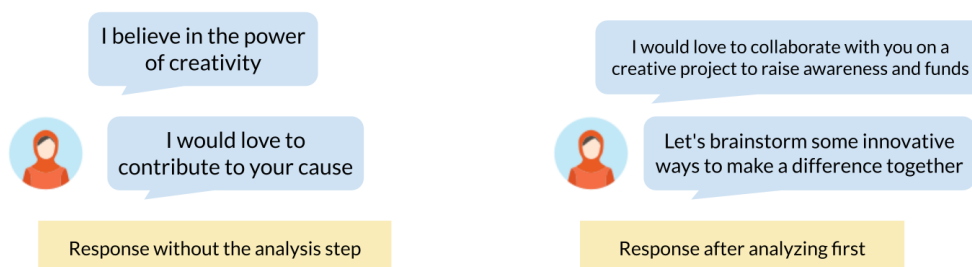 I believe in the power
of creativity
I would love to
contribute to your cause
Response without the analysis step
I would love to collaborate with you on a
creative project to raise awareness and funds
Let's brainstorm some innovative
ways to make a difference together
Response after analyzing first